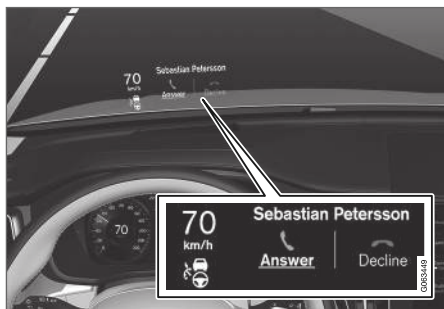 70
km/h
Sebastian Petersson
Answer
Decline
70
70
km/h
Sebastian Petersson
Answer
Decline
G063449